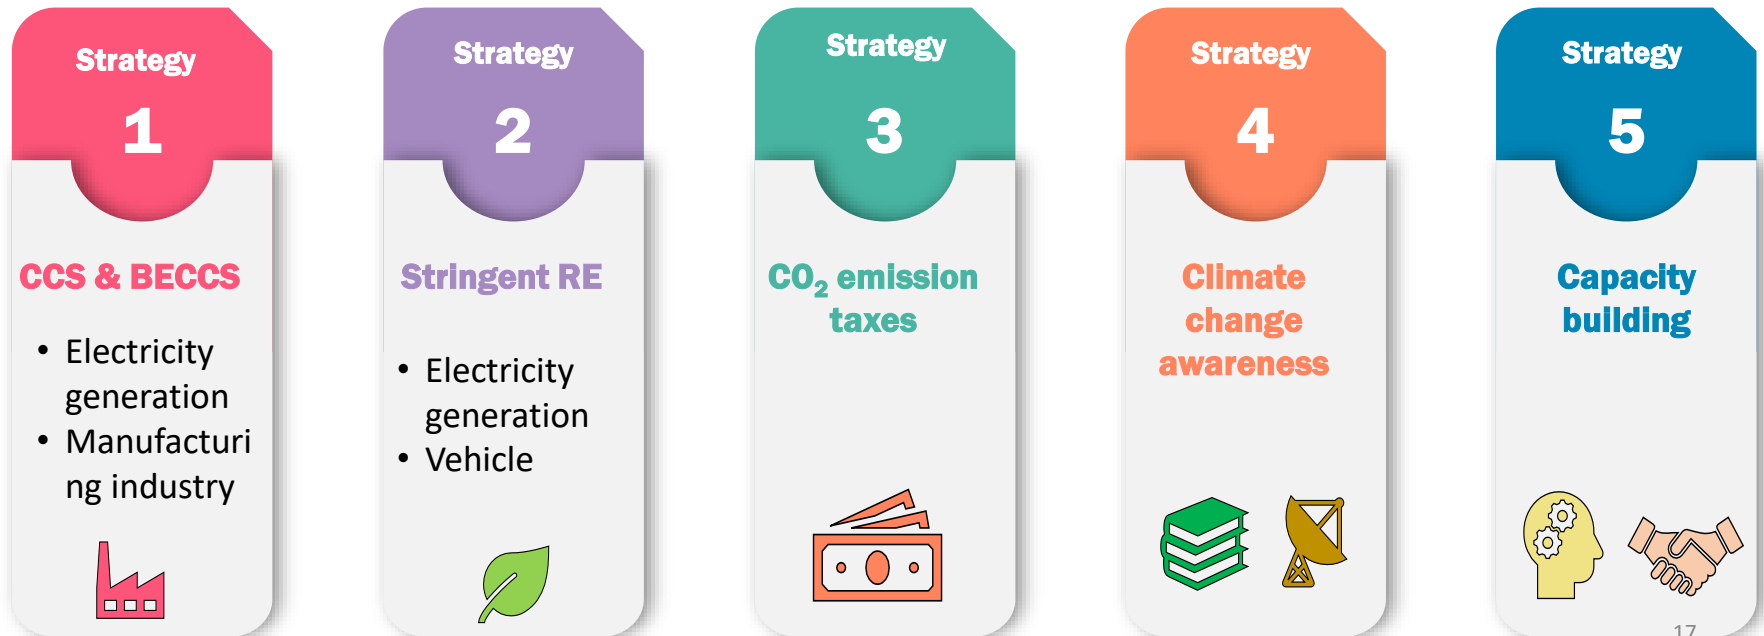 Strategy
1
CCS & BECCS
• Electricity
generation
• Manufacturi
ng industry
Strategy
2
Stringent RE
• Electricity
generation
• Vehicle
Strategy
3
CO₂ emission
taxes
Strategy
4
Climate
change
awareness
Strategy
5
Capacity
building
17